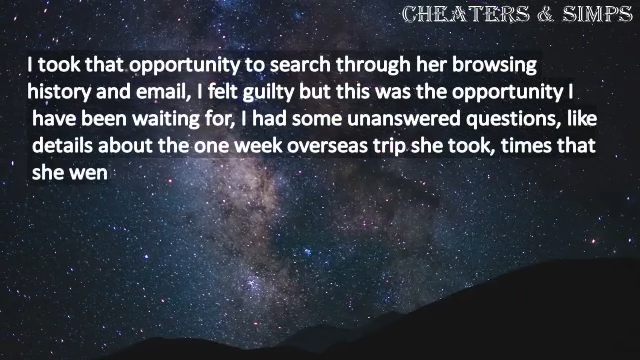 CHEATERS & SIMPS
I took that opportunity to search through her browsing
history and email, I felt guilty but this was the opportunity I
have been waiting for, I had some unanswered questions, like
details about the one week overseas trip she took, times that
she wen